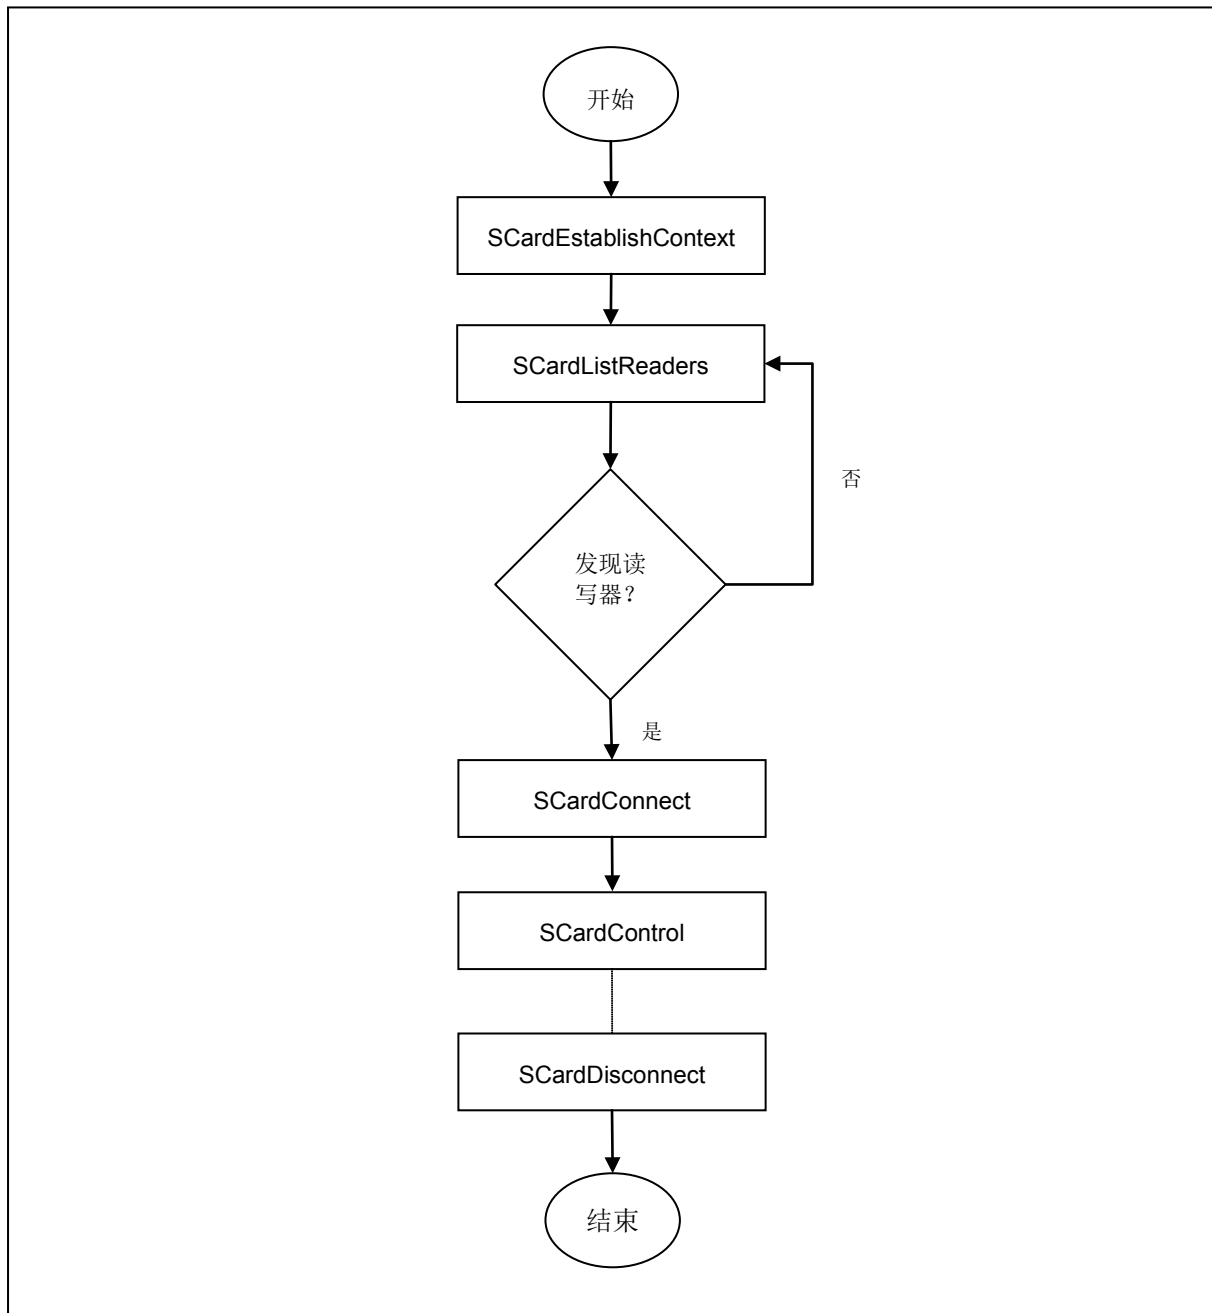 开始
SCardEstablishContext
SCardListReaders
否
发现读
写器？
是
SCardConnect
SCardControl
SCardDisconnect
结束